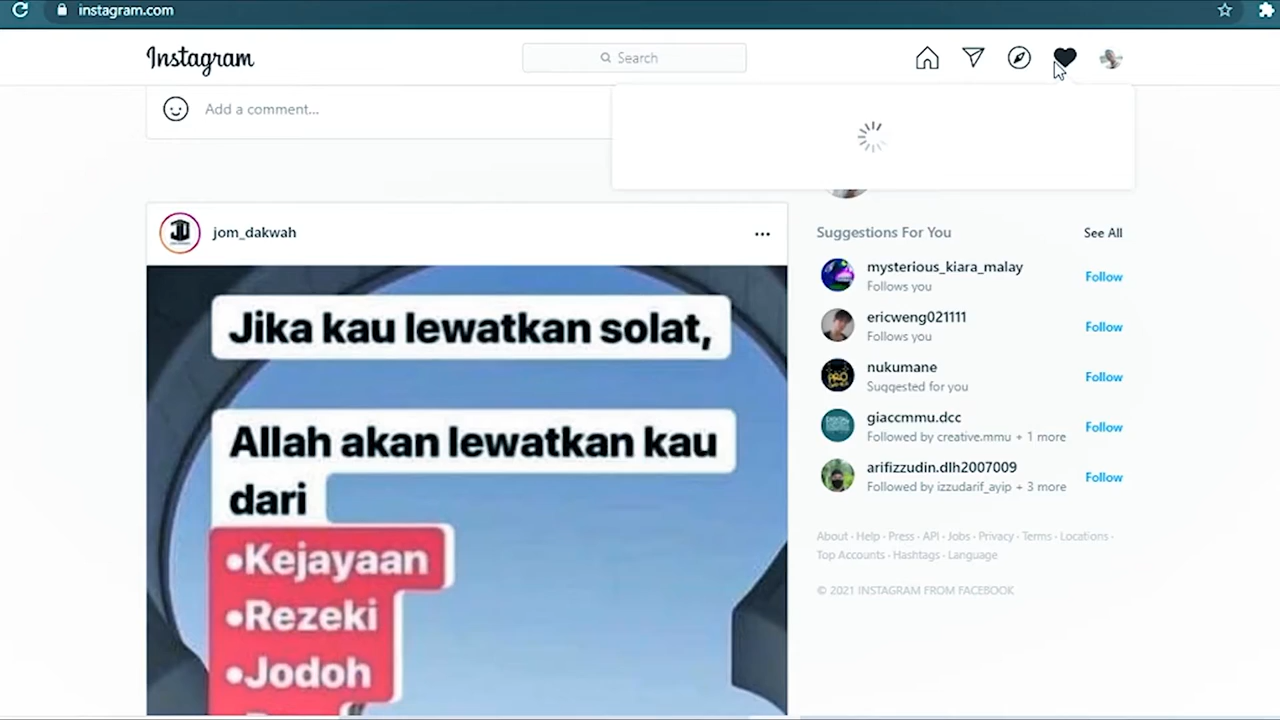 instagram.com
Instagram
Search
Add a comment...
jom_dakwah
Jika kau lewatkan solat,
Allah akan lewatkan kau
dari
•Kejayaan
•Rezeki
•Jodoh
Suggestions For You
See All
mysterious_kiara_malay
Follows you
Follow
ericweng021111
Follows you
Follow
nukumane
Suggested for you
Follow
giaccmmu.dcc
Followed by creative.mmu + 1 more
Follow
arifizzudin.dlh2007009
Followed by izzudarif_ayip + 3 more
Follow
About · Help · Press · API · Jobs · Privacy · Terms · Locations ·
Top Accounts · Hashtags · Language
© 2021 INSTAGRAM FROM FACEBOOK